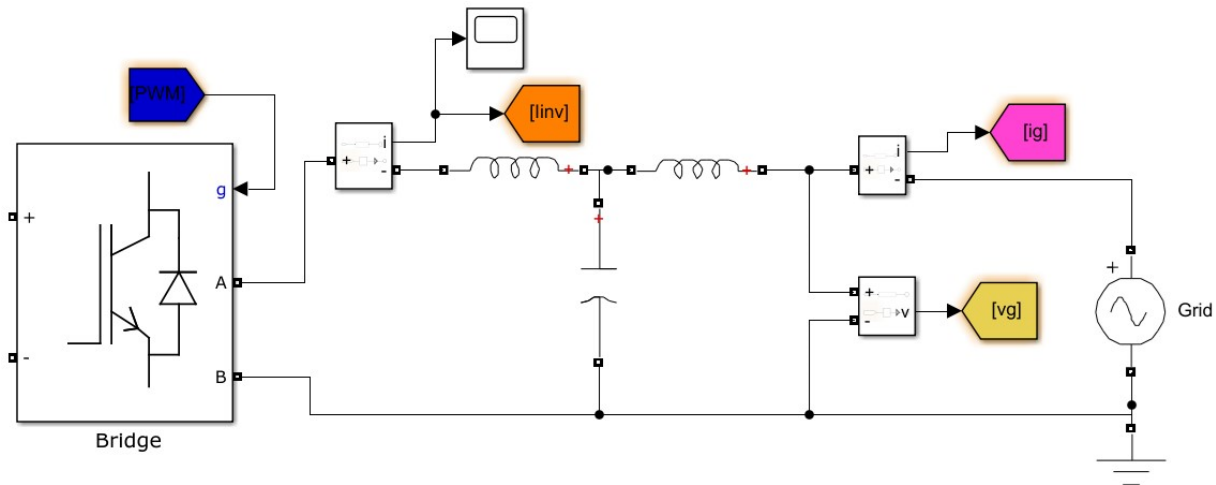 [PWM]
[Iinv]
[ig]
i
+
-
i
+
-
g
+
A
+
-
v
[vg]
+
Grid
-
B
Bridge